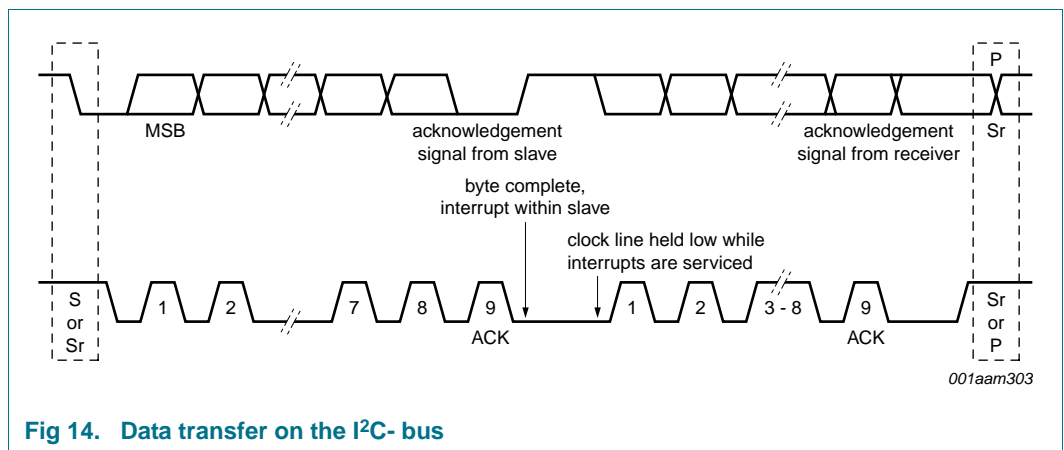 P
MSB
acknowledgement
signal from slave
acknowledgement
signal from receiver
Sr
byte complete,
interrupt within slave
clock line held low while
interrupts are serviced
S
or
Sr
1
2
7
8
9
ACK
1
2
3 - 8
9
ACK
Sr
or
P
001aam303
Fig 14. Data transfer on the I²C- bus